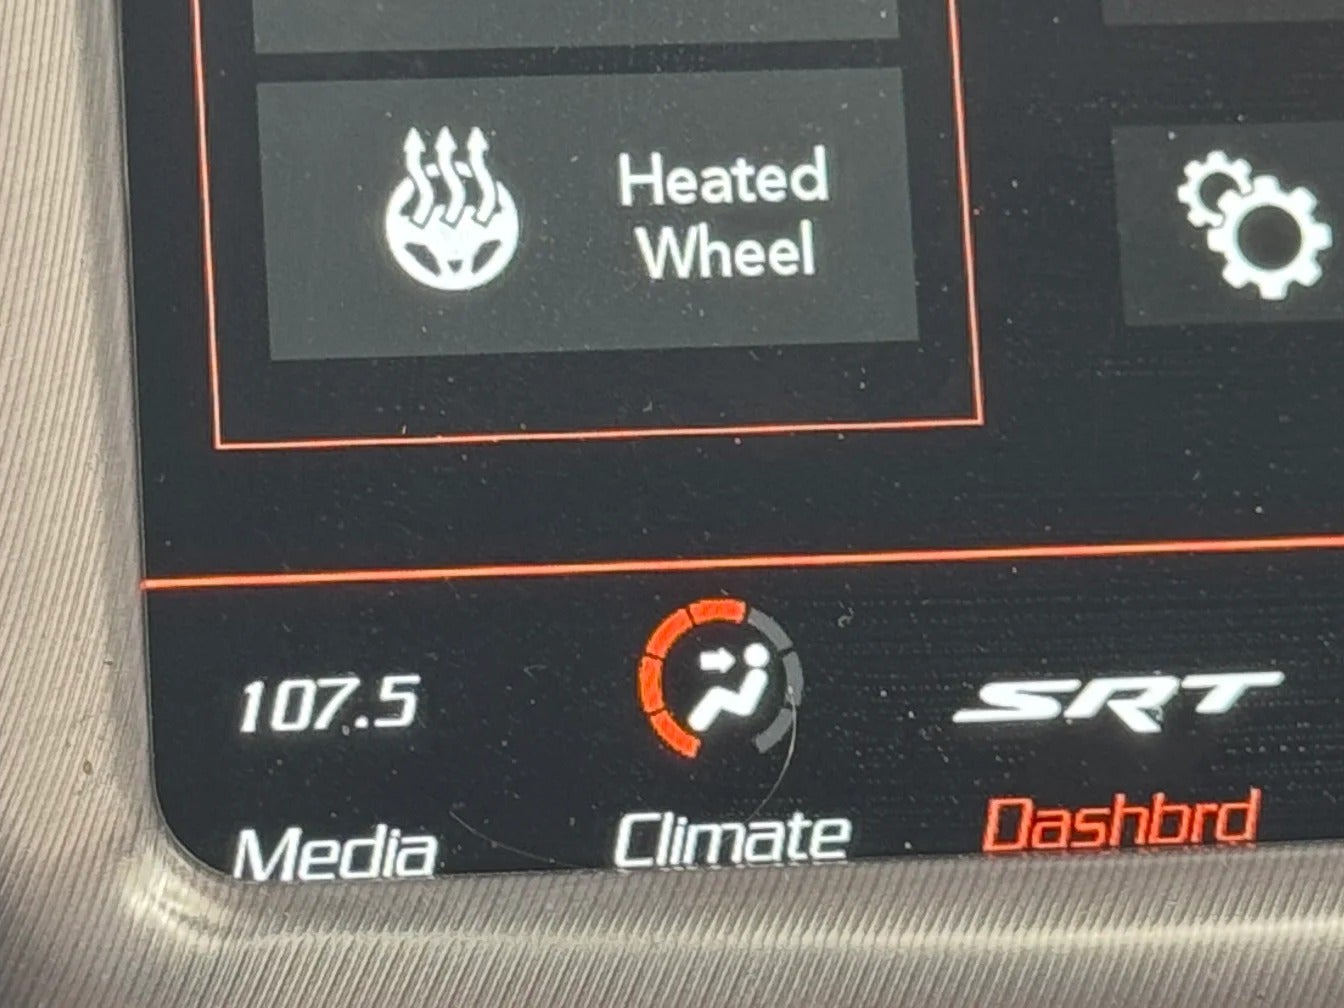 Heated
Wheel
107.5
SRT
Media
Climate
Dashbrd